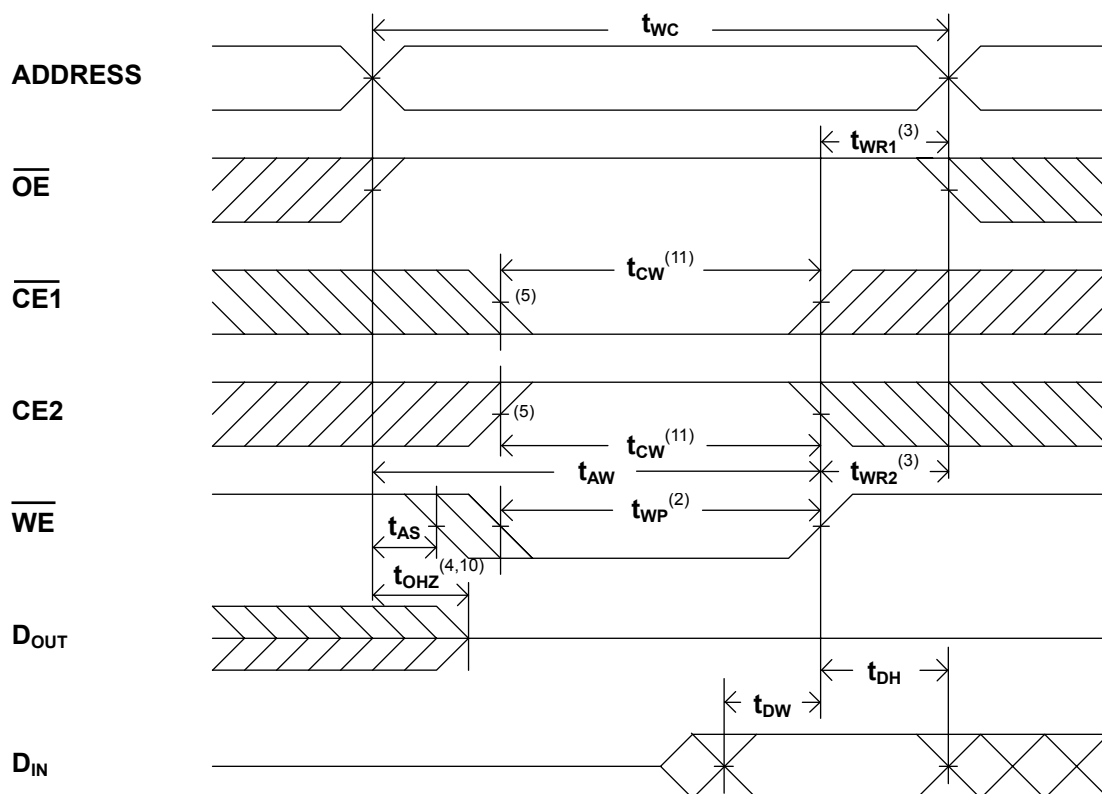 tWC
ADDRESS
tWR1(3)
OE
tCW(11)
CE1
(5)
CE2
(5)
tCW(11)
tAW
tWR2(3)
WE
tWP(2)
tAS
tOHZ(4,10)
DOUT
tDH
tDW
DIN